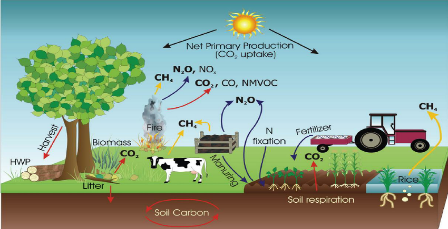 Net Primary Production
(CO₂ uptake)
CH₄
N₂O, NOₓ
CO₂, CO, NMVOC
N₂O
CH₄
Harvest
Biomass
Fire
CH₄
N
fixation
Fertilizer
CO₂
CO₂
Manuring
HWP
Litter
Rice
Soil respiration
Soil Carbon